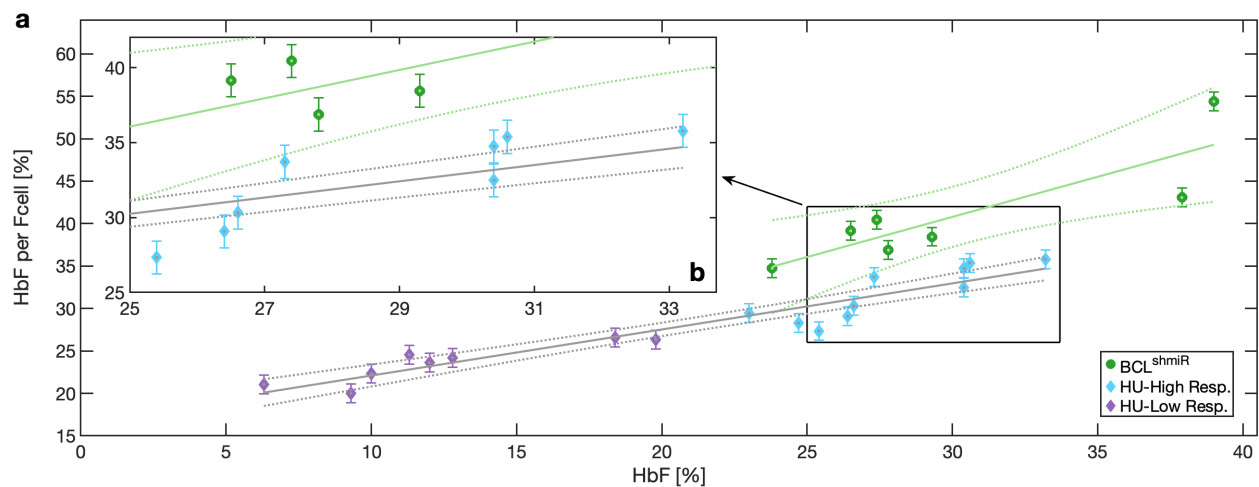 a
60
55
50
45
40
35
30
25
20
15
HbF per Fcell [%]
40
35
30
25
b
25 27 29 31 33
BCL^shmiR
HU-High Resp.
HU-Low Resp.
0 5 10 15 20 25 30 35 40
HbF [%]